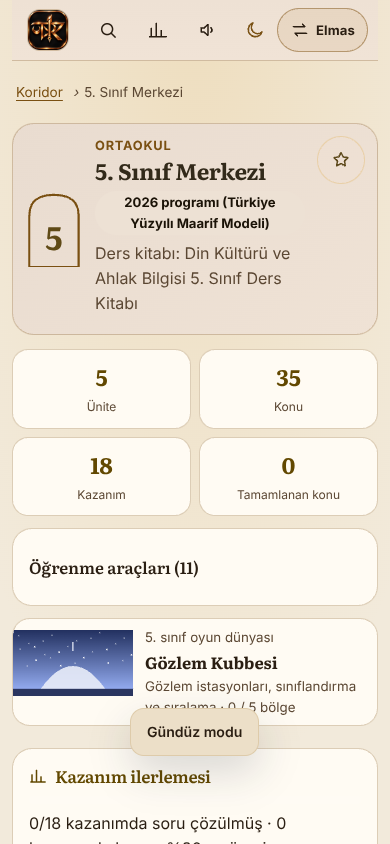 Elmas
Koridor › 5. Sınıf Merkezi
ORTAOKUL
5. Sınıf Merkezi
2026 programı (Türkiye
Yüzyılı Maarif Modeli)
5
Ders kitabı: Din Kültürü ve
Ahlak Bilgisi 5. Sınıf Ders
Kitabı
5
Ünite
35
Konu
18
Kazanım
0
Tamamlanan konu
Öğrenme araçları (11)
5. sınıf oyun dünyası
Gözlem Kubbesi
Gözlem istasyonları, sınıflandırma
ve sıralama · 0 / 5 bölge
Gündüz modu
Kazanım ilerlemesi
0/18 kazanımda soru çözülmüş · 0